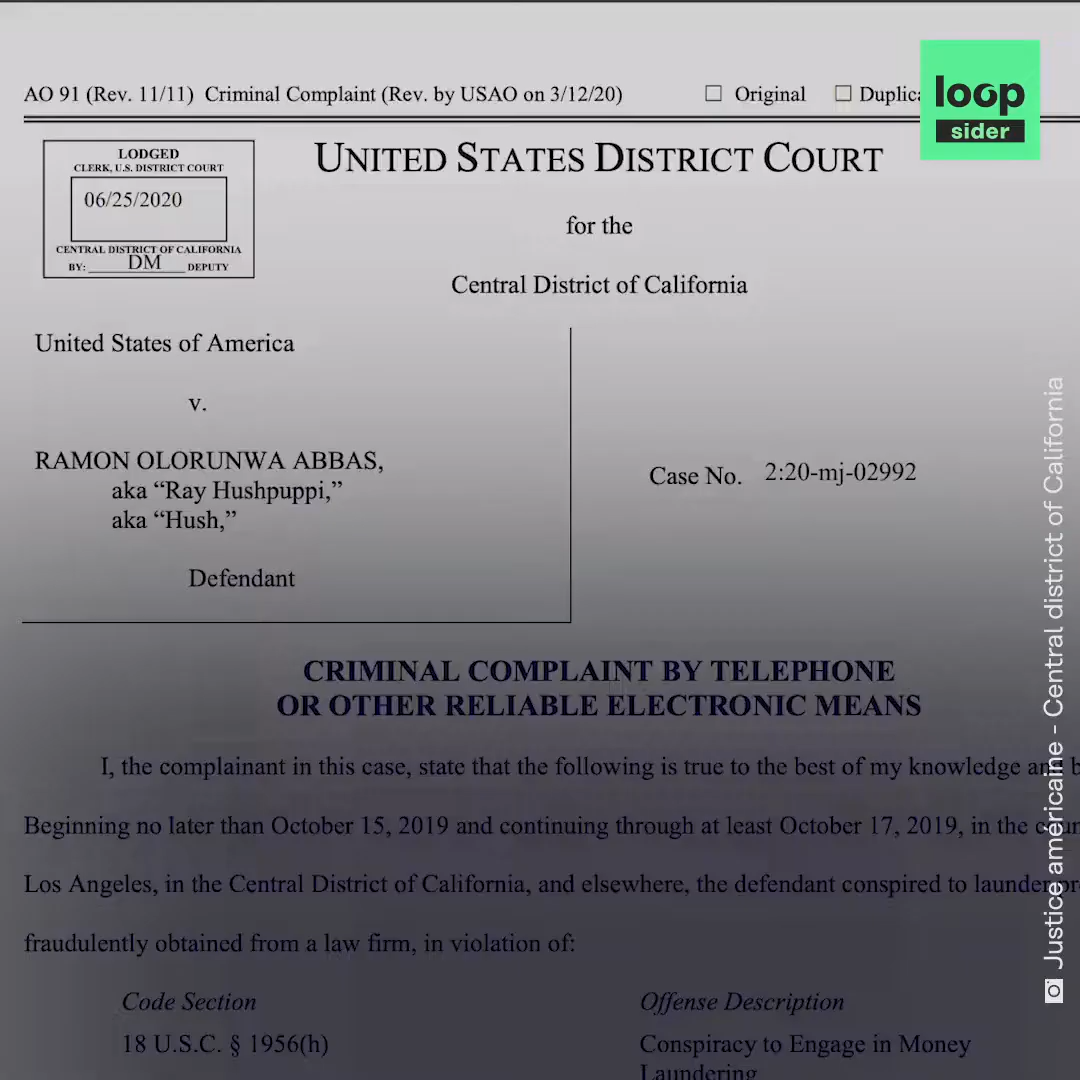 AO 91 (Rev. 11/11) Criminal Complaint (Rev. by USAO on 3/12/20) ☐ Original ☐
loop
sider
LODGED
CLERK, U.S. DISTRICT COURT
06/25/2020
CENTRAL DISTRICT OF CALIFORNIA
BY: DM DEPUTY
UNITED STATES DISTRICT COURT
for the
Central District of California
United States of America
v.
RAMON OLORUNWA ABBAS,
aka “Ray Hushpuppi,”
aka “Hush,”
Defendant
Case No. 2:20-mj-02992
CRIMINAL COMPLAINT BY TELEPHONE
OR OTHER RELIABLE ELECTRONIC MEANS
I, the complainant in this case, state that the following is true to the best of my knowledge and
Beginning no later than October 15, 2019 and continuing through at least October 17, 2019, in the
Los Angeles, in the Central District of California, and elsewhere, the defendant conspired to launder
fraudulently obtained from a law firm, in violation of:
Code Section Offense Description
18 U.S.C. § 1956(h) Conspiracy to Engage in Money
Laundering
Justice américaine - Central district of California